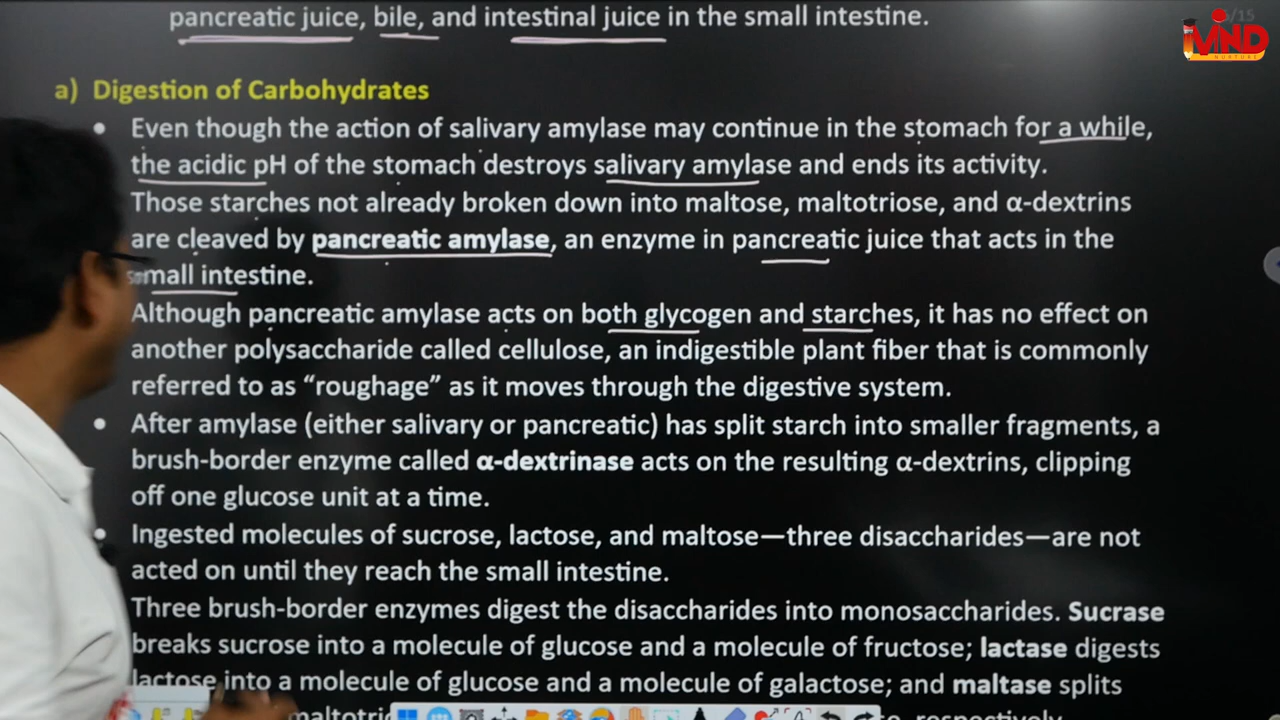 pancreatic juice, bile, and intestinal juice in the small intestine.
/15
MIND
NURTURE
a) Digestion of Carbohydrates
• Even though the action of salivary amylase may continue in the stomach for a while,
the acidic pH of the stomach destroys salivary amylase and ends its activity.
Those starches not already broken down into maltose, maltotriose, and α-dextrins
are cleaved by pancreatic amylase, an enzyme in pancreatic juice that acts in the
small intestine.
Although pancreatic amylase acts on both glycogen and starches, it has no effect on
another polysaccharide called cellulose, an indigestible plant fiber that is commonly
referred to as “roughage” as it moves through the digestive system.
• After amylase (either salivary or pancreatic) has split starch into smaller fragments, a
brush-border enzyme called α-dextrinase acts on the resulting α-dextrins, clipping
off one glucose unit at a time.
• Ingested molecules of sucrose, lactose, and maltose—three disaccharides—are not
acted on until they reach the small intestine.
Three brush-border enzymes digest the disaccharides into monosaccharides. Sucrase
breaks sucrose into a molecule of glucose and a molecule of fructose; lactase digests
lactose into a molecule of glucose and a molecule of galactose; and maltase splits
respectively